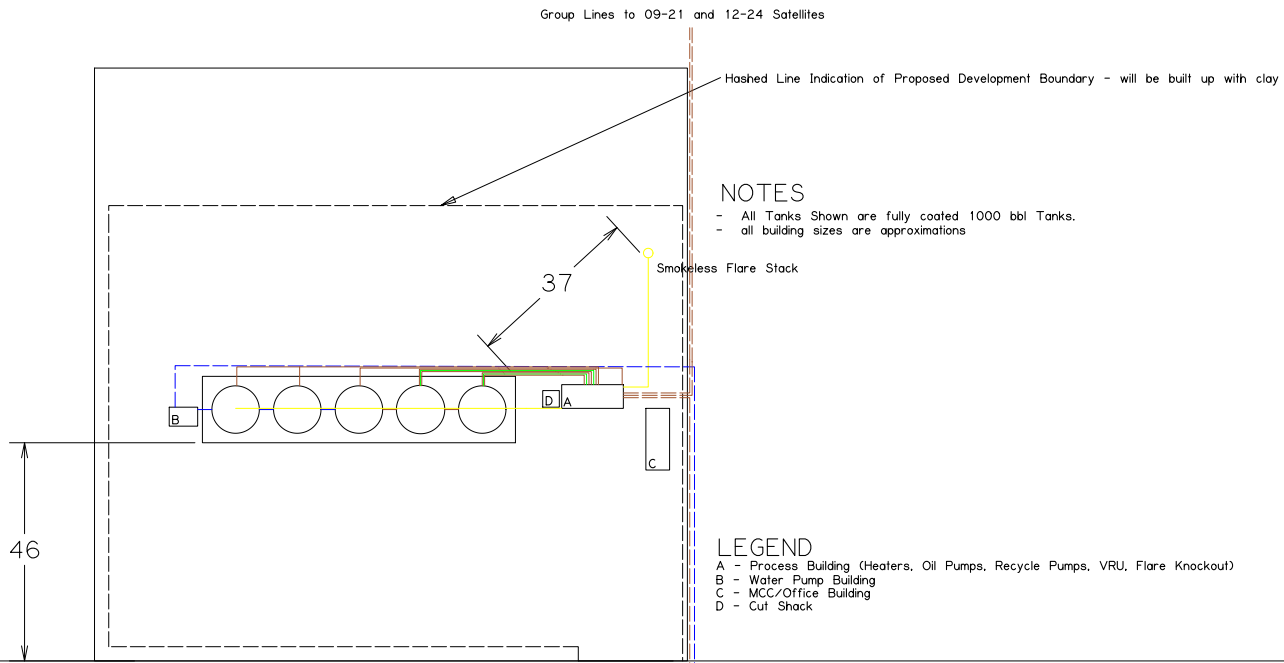 Group Lines to 09-21 and 12-24 Satellites
Hashed Line Indication of Proposed Development Boundary - will be built up with clay
NOTES
- All Tanks Shown are fully coated 1000 bbl Tanks.
- all building sizes are approximations
Smokeless Flare Stack
37
D
A
B
C
46
LEGEND
A - Process Building (Heaters, Oil Pumps, Recycle Pumps, VRU, Flare Knockout)
B - Water Pump Building
C - MCC/Office Building
D - Cut Shack